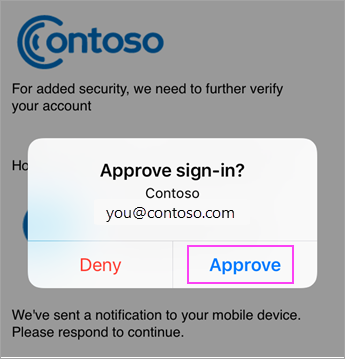 Contoso
For added security, we need to further verify
your account
Ho
Approve sign-in?
Contoso
you@contoso.com
Deny
Approve
We've sent a notification to your mobile device.
Please respond to continue.